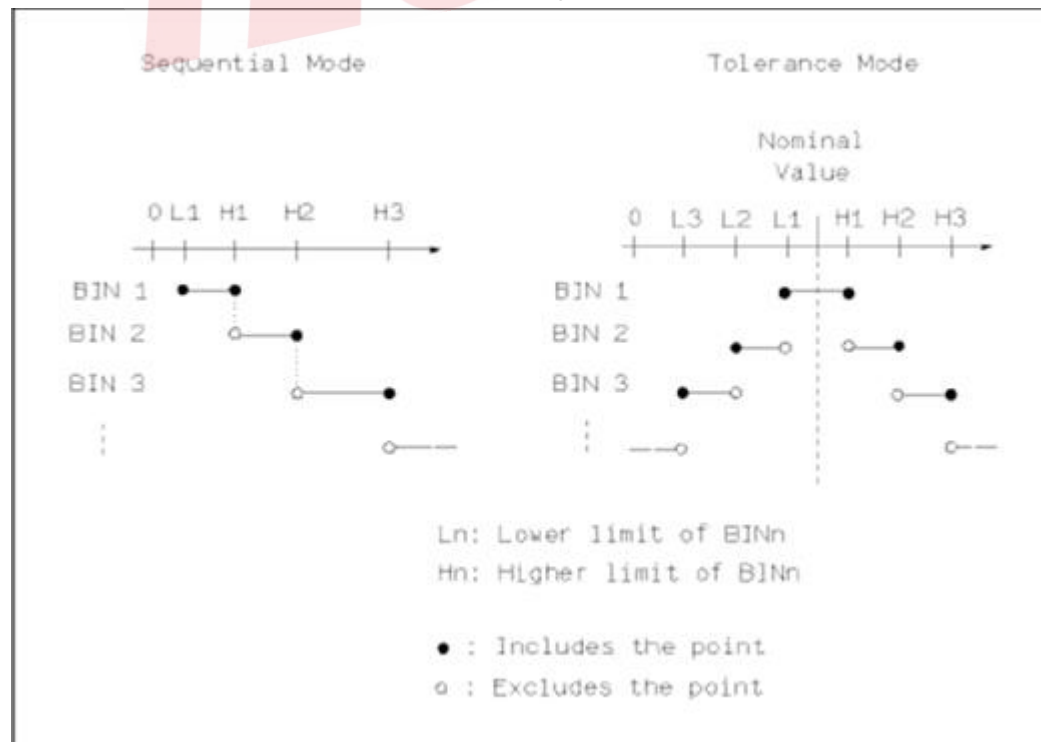 Sequential Mode
Tolerance Mode
Nominal
Value
0 L1 H1 H2 H3
0 L3 L2 L1 H1 H2 H3
BIN 1
BIN 2
BIN 3
BIN 1
BIN 2
BIN 3
Ln: Lower limit of BINn
Hn: Higher limit of BINn
● : Includes the point
○ : Excludes the point